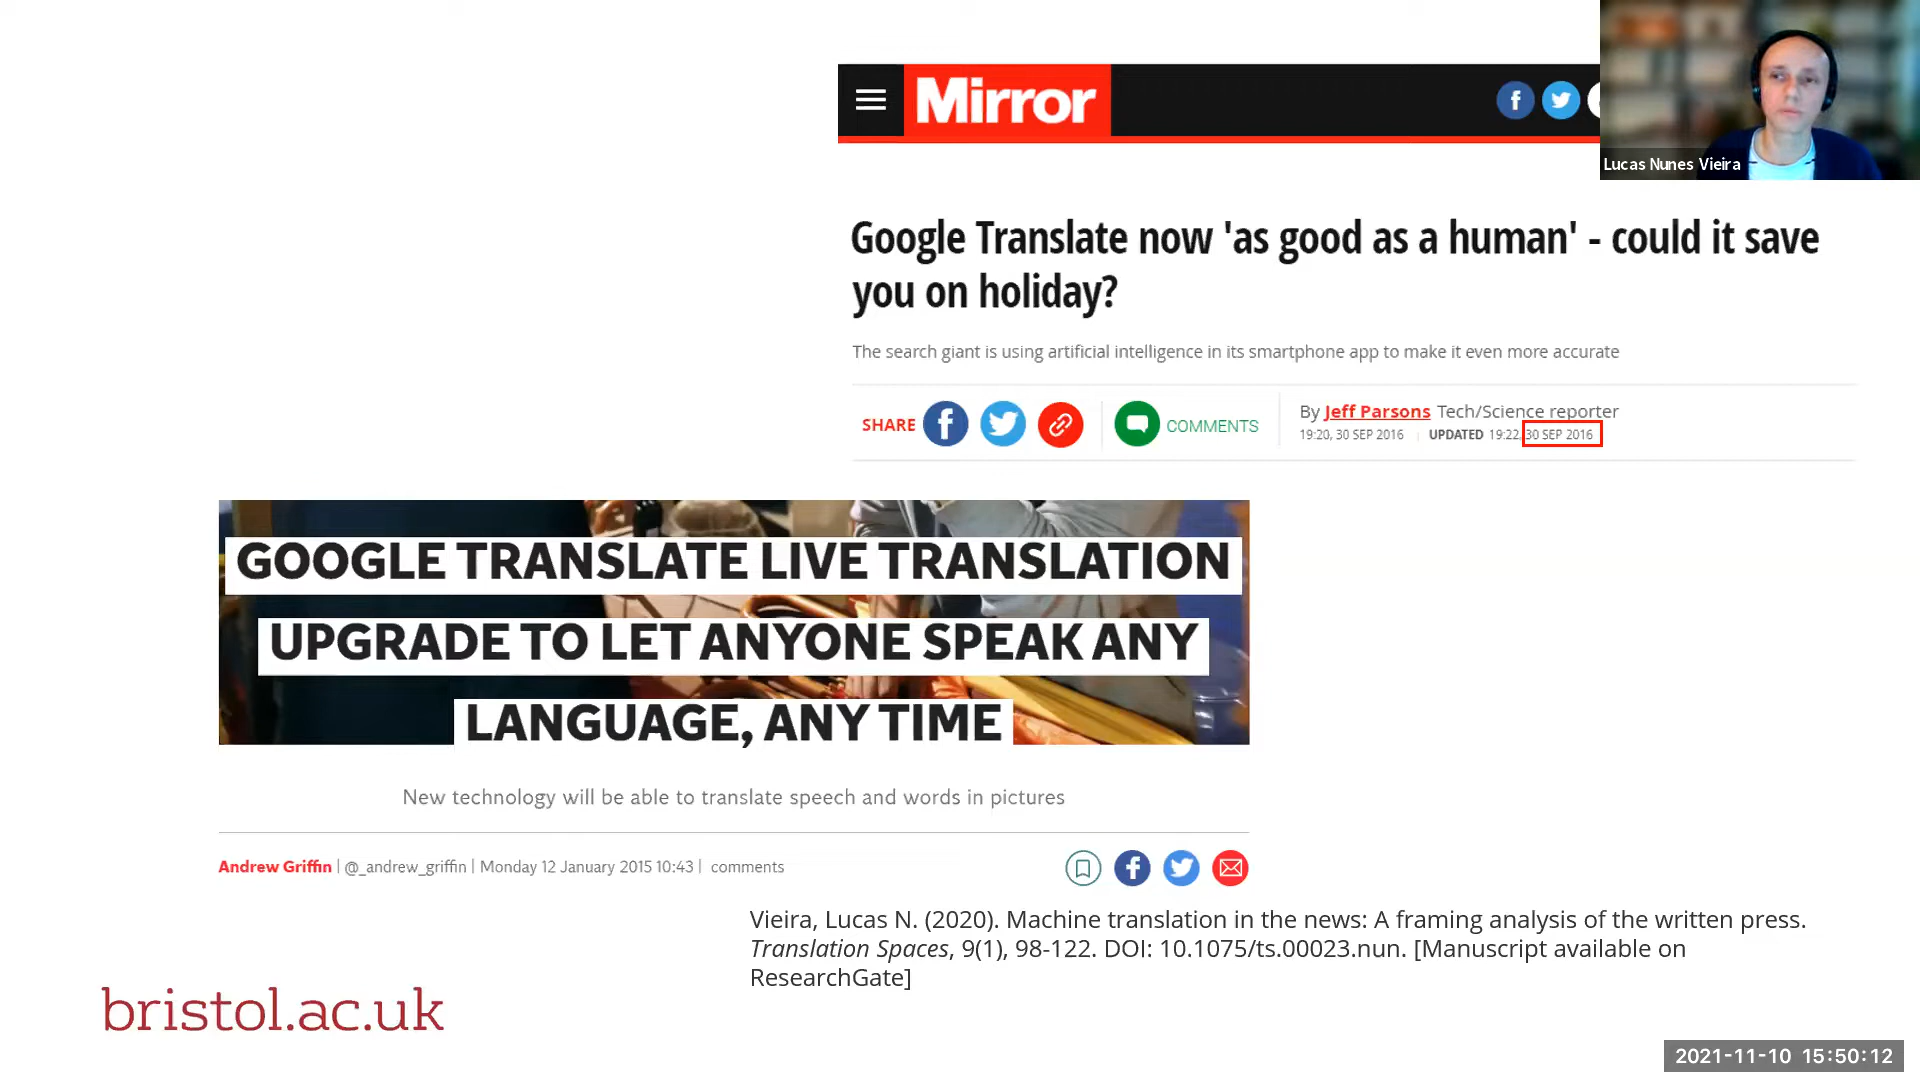 Mirror
Lucas Nunes Vieira
Google Translate now 'as good as a human' - could it save
you on holiday?
The search giant is using artificial intelligence in its smartphone app to make it even more accurate
SHARE
COMMENTS
By Jeff Parsons Tech/Science reporter
19:20, 30 SEP 2016 | UPDATED 19:22, 30 SEP 2016
GOOGLE TRANSLATE LIVE TRANSLATION
UPGRADE TO LET ANYONE SPEAK ANY
LANGUAGE, ANY TIME
New technology will be able to translate speech and words in pictures
Andrew Griffin | @_andrew_griffin | Monday 12 January 2015 10:43 | comments
Vieira, Lucas N. (2020). Machine translation in the news: A framing analysis of the written press.
Translation Spaces, 9(1), 98-122. DOI: 10.1075/ts.00023.nun. [Manuscript available on
ResearchGate]
bristol.ac.uk
2021-11-10 15:50:12